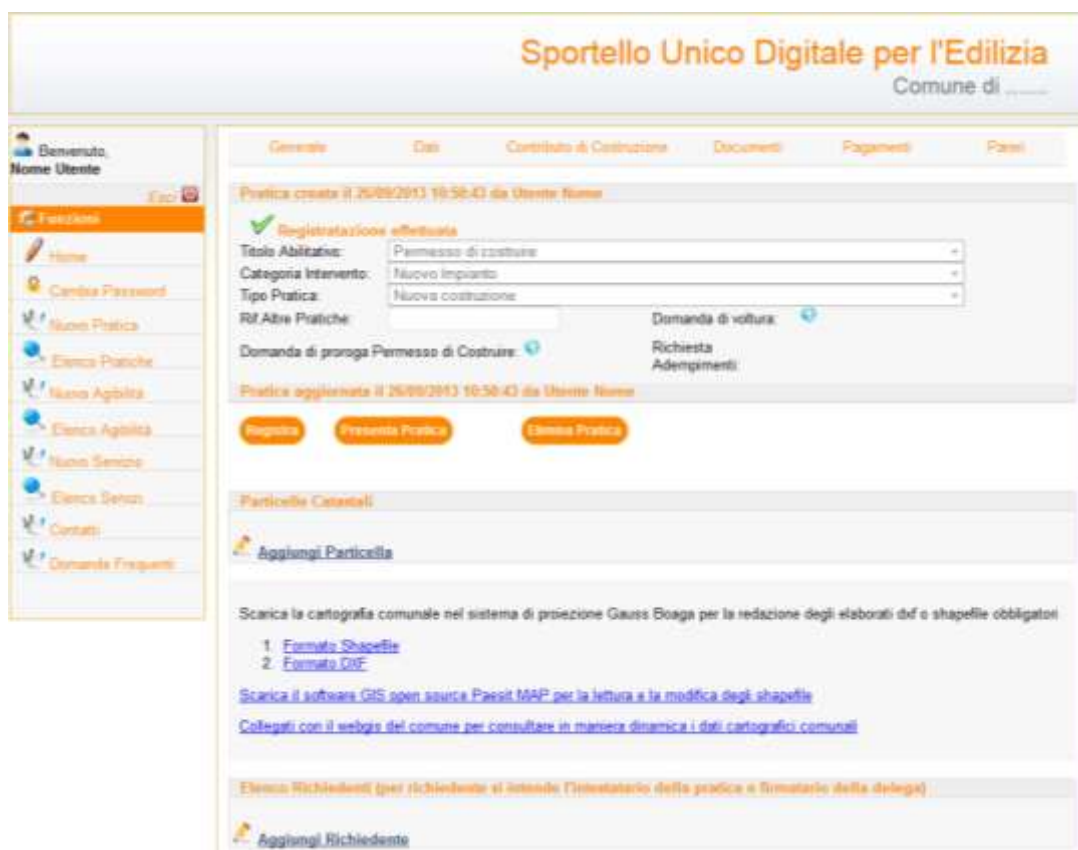 Sportello Unico Digitale per l'Edilizia
Comune di ........
Benvenuto,
Nome Utente
Esci
Funzioni
Home
Cambia Password
Nuova Pratica
Elenco Pratiche
Nuova Agibilità
Elenco Agibilità
Nuovo Servizio
Elenco Servizi
Contatti
Domande Frequenti
Generale Dati Contributo di Costruzione Documenti Pagamenti Pareri
Pratica creata il 26/09/2013 10:50:43 da Utente Nome
Registratazione effettuata
Titolo Abilitativo: Permesso di costruire
Categoria Intervento: Nuovo Impianto
Tipo Pratica: Nuova costruzione
Rif.Altre Pratiche: Domanda di voltura:
Domanda di proroga Permesso di Costruire: Richiesta Adempimenti:
Pratica aggiornata il 26/09/2013 10:50:43 da Utente Nome
Registra Presenta Pratica Elimina Pratica
Particelle Catastali
Aggiungi Particella
Scarica la cartografia comunale nel sistema di proiezione Gauss Boaga per la redazione degli elaborati dxf o shapefile obbligatori
1. Formato Shapefile
2. Formato DXF
Scarica il software GIS open source Paesit MAP per la lettura e la modifica degli shapefile
Collegati con il webgis del comune per consultare in maniera dinamica i dati cartografici comunali
Elenco Richiedenti (per richiedente si intende l'intestatario della pratica o firmatario della delega)
Aggiungi Richiedente